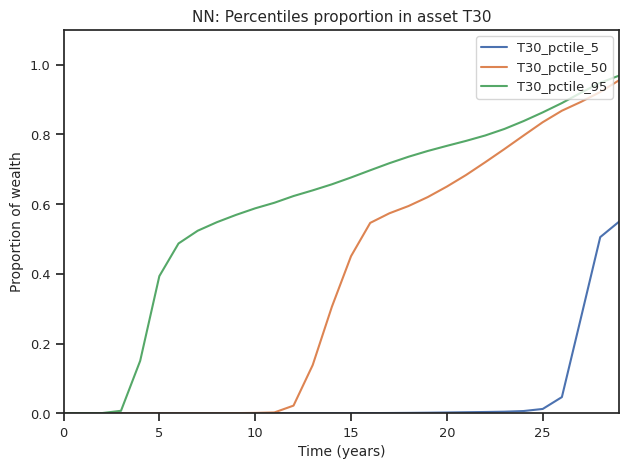 NN: Percentiles proportion in asset T30
T30_pctile_5
T30_pctile_50
T30_pctile_95
Proportion of wealth
1.0
0.8
0.6
0.4
0.2
0.0
0 5 10 15 20 25
Time (years)